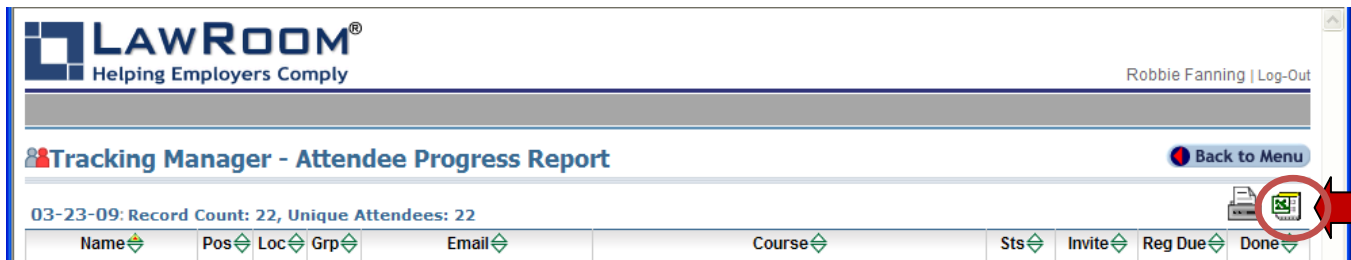 LAWROOM®
Helping Employers Comply
Robbie Fanning | Log-Out
Tracking Manager - Attendee Progress Report
Back to Menu
03-23-09: Record Count: 22, Unique Attendees: 22
Name Pos Loc Grp Email Course Sts Invite Reg Due Done